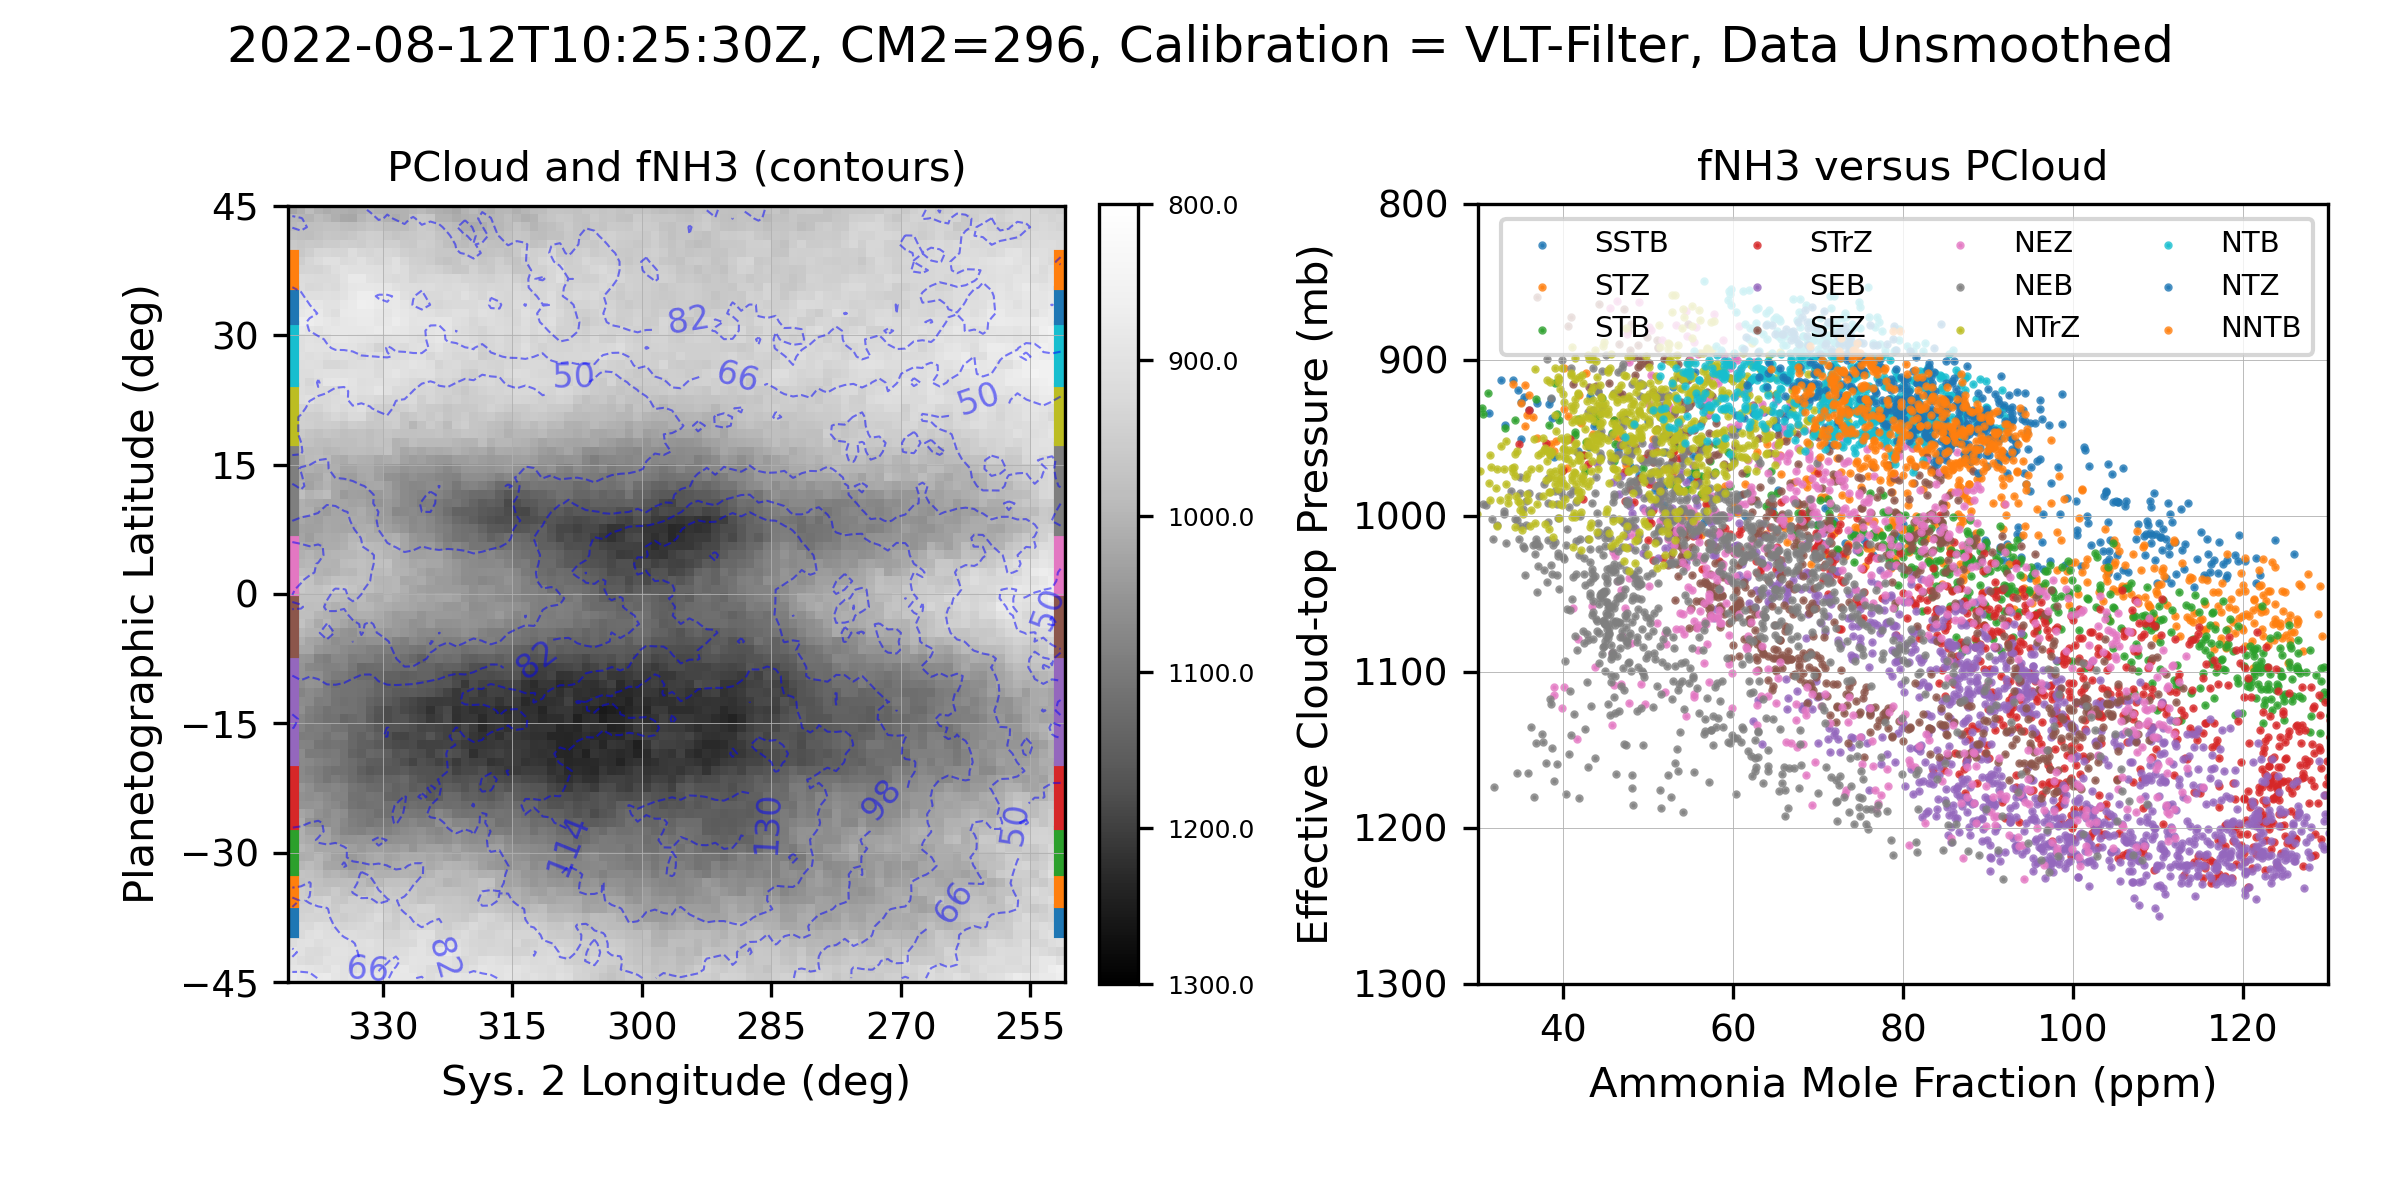 2022-08-12T10:25:30Z, CM2=296, Calibration = VLT-Filter, Data Unsmoothed
PCloud and fNH3 (contours)
45
30
15
0
−15
−30
−45
Planetographic Latitude (deg)
330 315 300 285 270 255
Sys. 2 Longitude (deg)
82
50
66
50
50
82
98
130
114
50
66
82
66
800.0
900.0
1000.0
1100.0
1200.0
1300.0
fNH3 versus PCloud
800
900
1000
1100
1200
1300
Effective Cloud-top Pressure (mb)
SSTB STrZ NEZ NTB
STZ SEB NEB NTZ
STB SEZ NTrZ NNTB
40 60 80 100 120
Ammonia Mole Fraction (ppm)